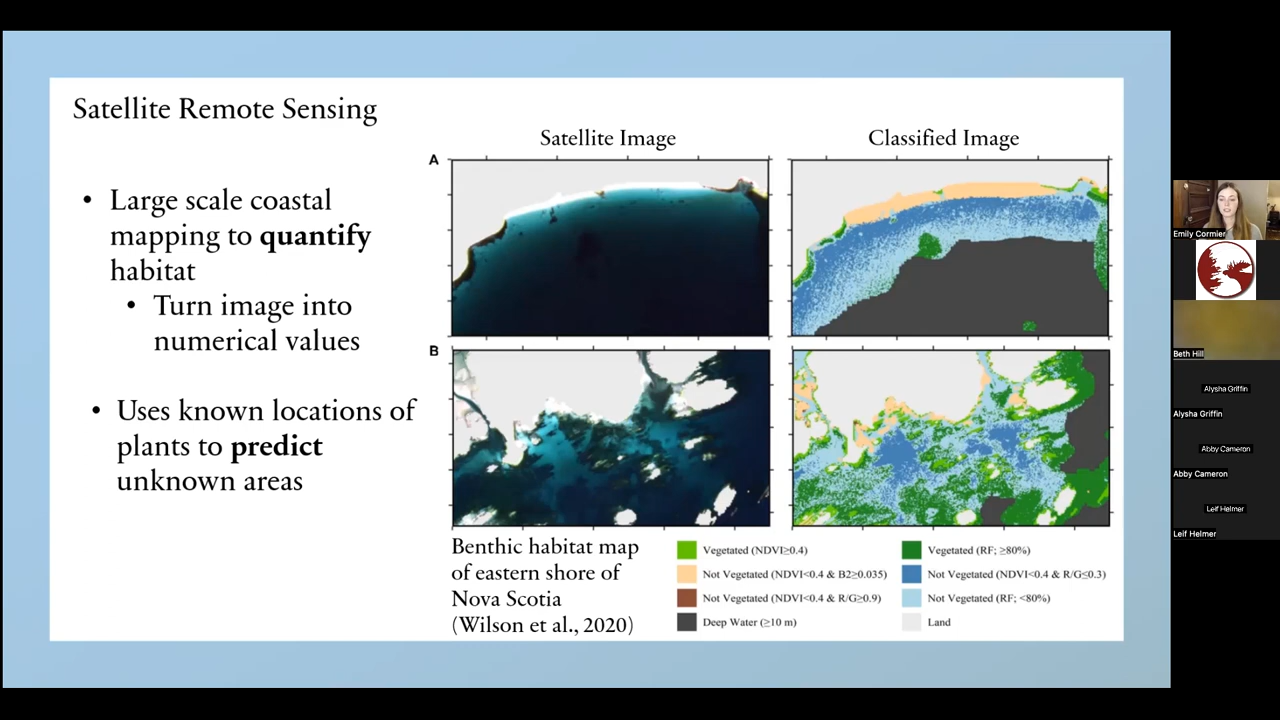 Satellite Remote Sensing
• Large scale coastal
mapping to quantify
habitat
• Turn image into
numerical values
• Uses known locations of
plants to predict
unknown areas
Satellite Image
Classified Image
A
B
Benthic habitat map
of eastern shore of
Nova Scotia
(Wilson et al., 2020)
Vegetated (NDVI≥0.4)
Not Vegetated (NDVI<0.4 & B2≥0.035)
Not Vegetated (NDVI<0.4 & R/G≥0.9)
Deep Water (≥10 m)
Vegetated (RF; ≥80%)
Not Vegetated (NDVI<0.4 & R/G≤0.3)
Not Vegetated (RF; <80%)
Land
Emily Cormier
Beth Hill
Alysha Griffin
Alysha Griffin
Abby Cameron
Abby Cameron
Leif Helmer
Leif Helmer